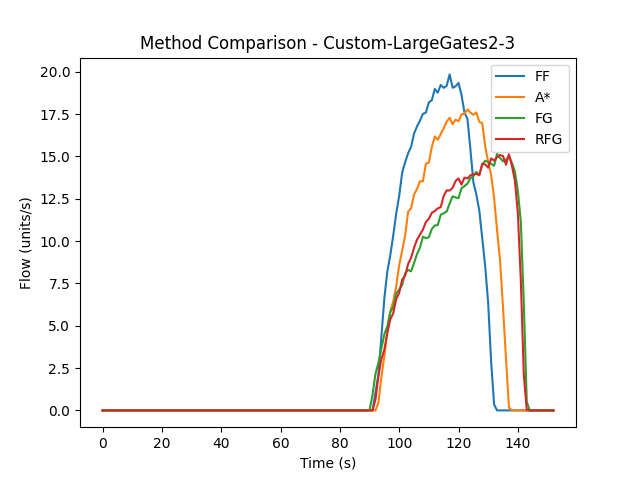 Method Comparison - Custom-LargeGates2-3
Flow (units/s)
20.0
17.5
15.0
12.5
10.0
7.5
5.0
2.5
0.0
FF
A*
FG
RFG
0 20 40 60 80 100 120 140
Time (s)